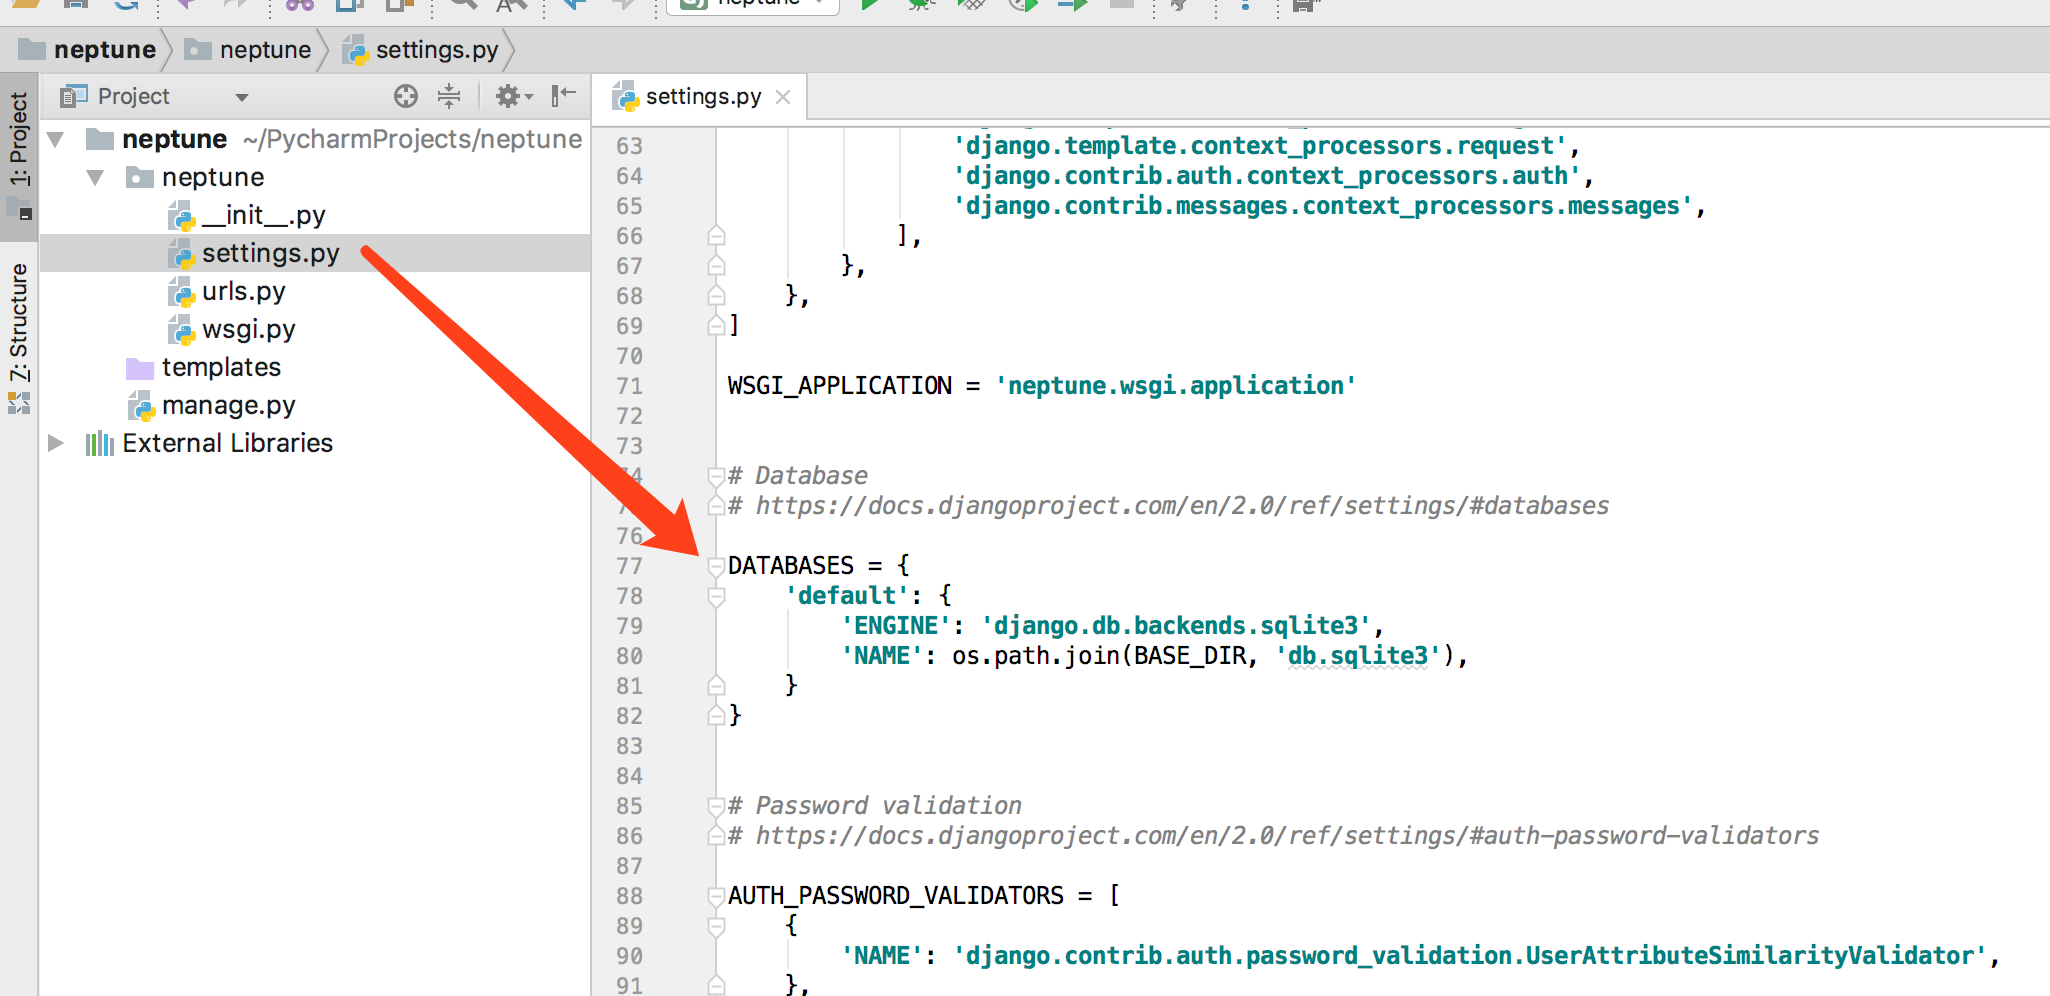 neptune
neptune neptune settings.py
1: Project
Z: Structure
Project
neptune ~/PycharmProjects/neptune
neptune
__init__.py
settings.py
urls.py
wsgi.py
templates
manage.py
External Libraries
settings.py
63 'django.template.context_processors.request',
64 'django.contrib.auth.context_processors.auth',
65 'django.contrib.messages.context_processors.messages',
66 ],
67 },
68 },
69 ]
70
71 WSGI_APPLICATION = 'neptune.wsgi.application'
72
73
# Database
# https://docs.djangoproject.com/en/2.0/ref/settings/#databases
76
77 DATABASES = {
78 'default': {
79 'ENGINE': 'django.db.backends.sqlite3',
80 'NAME': os.path.join(BASE_DIR, 'db.sqlite3'),
81 }
82 }
83
84
85 # Password validation
86 # https://docs.djangoproject.com/en/2.0/ref/settings/#auth-password-validators
87
88 AUTH_PASSWORD_VALIDATORS = [
89 {
90 'NAME': 'django.contrib.auth.password_validation.UserAttributeSimilarityValidator',
91 },